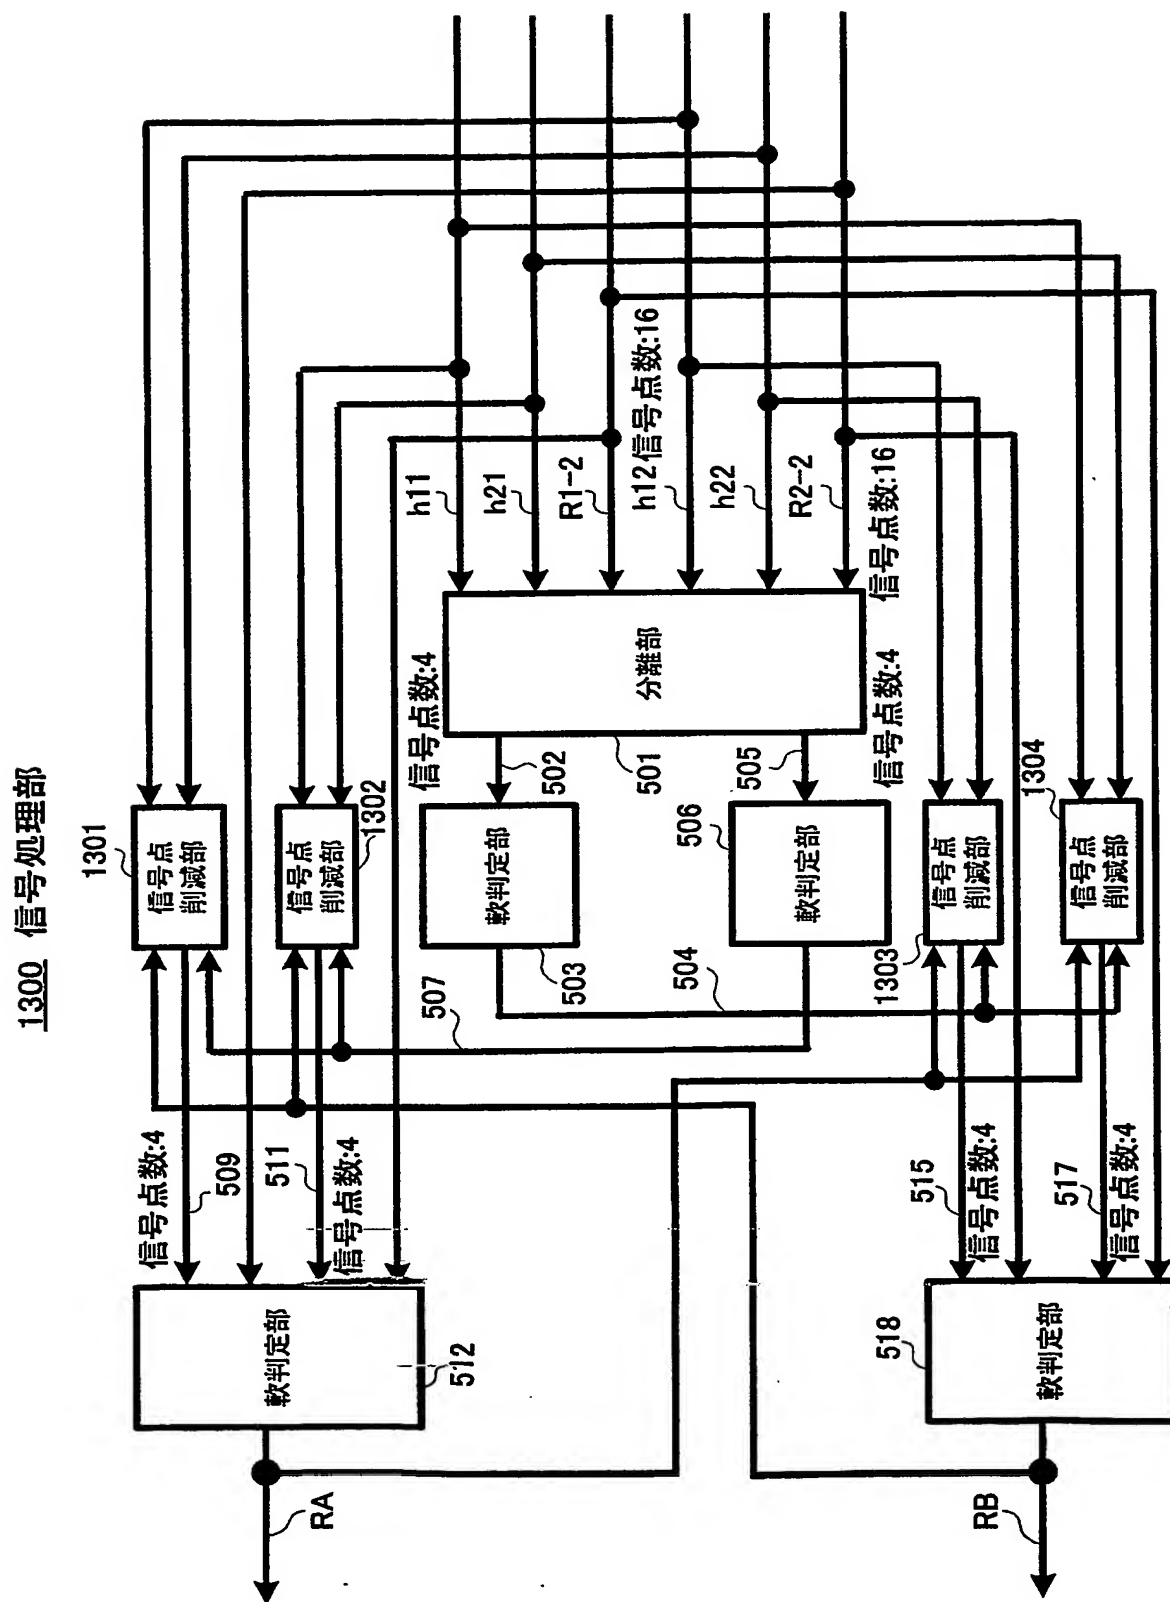 1300 信号処理部
1301
信号点
削減部
信号点
削減部
1302
信号点数:4
509
511
信号点数:4
軟判定部
512
RA
h11
h21
R1-2
h12
信号点数:16
h22
R2-2
信号点数:16
分離部
501
信号点数:4
502
505
信号点数:4
軟判定部
503
軟判定部
506
507
504
信号点
削減部
1303
信号点
削減部
1304
515
信号点数:4
517
信号点数:4
軟判定部
518
RB